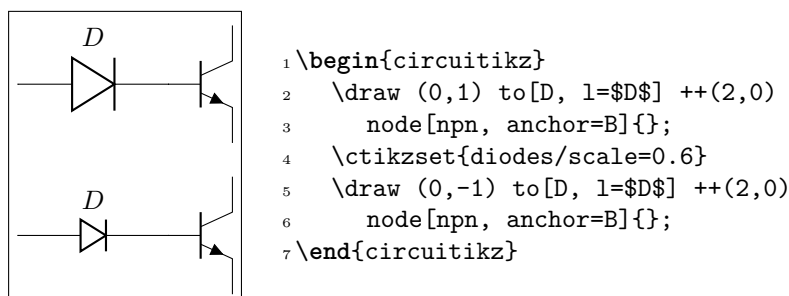 D
D
1 \begin{circuitikz}
2 \draw (0,1) to[D, l=$D$] ++(2,0)
3 node[npn, anchor=B]{};
4 \ctikzset{diodes/scale=0.6}
5 \draw (0,-1) to[D, l=$D$] ++(2,0)
6 node[npn, anchor=B]{};
7 \end{circuitikz}